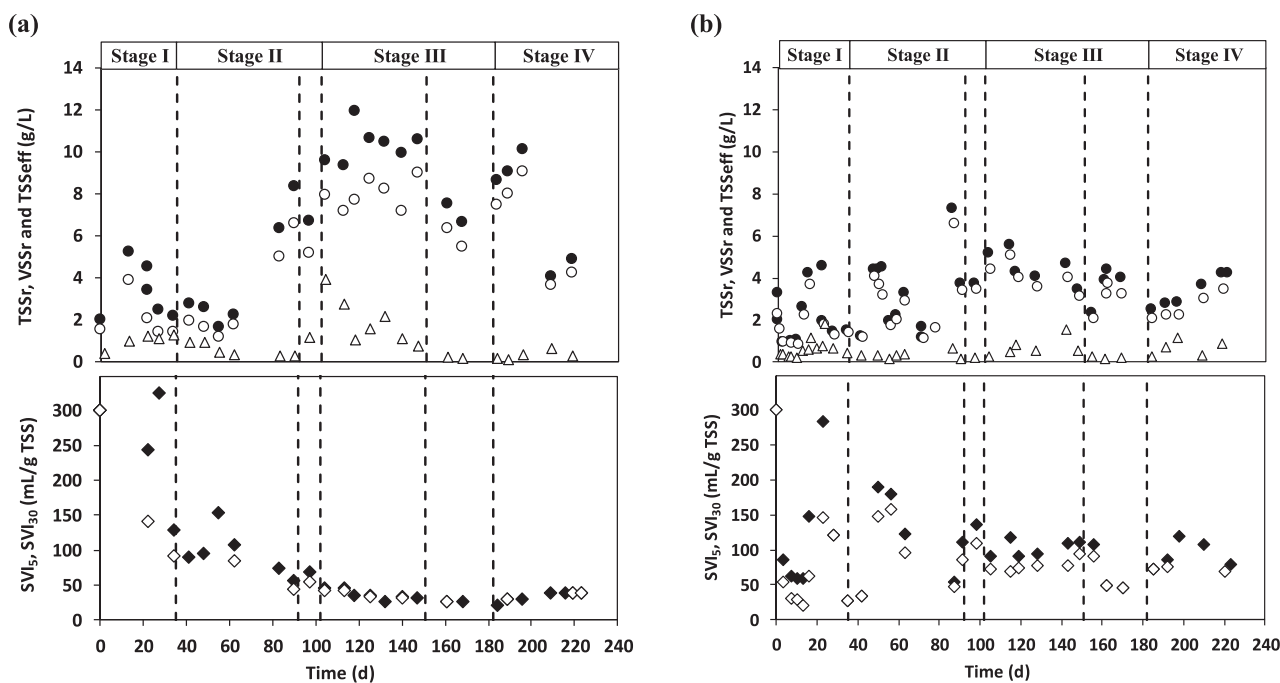 (a)
Stage I Stage II Stage III Stage IV
TSSr, VSSr and TSSeff (g/L)
14
12
10
8
6
4
2
0
SVI₅, SVI₃₀ (mL/g TSS)
300
250
200
150
100
50
0
0 20 40 60 80 100 120 140 160 180 200 220 240
Time (d)
(b)
Stage I Stage II Stage III Stage IV
TSSr, VSSr and TSSeff (g/L)
14
12
10
8
6
4
2
0
SVI₅, SVI₃₀ (mL/g TSS)
300
250
200
150
100
50
0
0 20 40 60 80 100 120 140 160 180 200 220 240
Time (d)